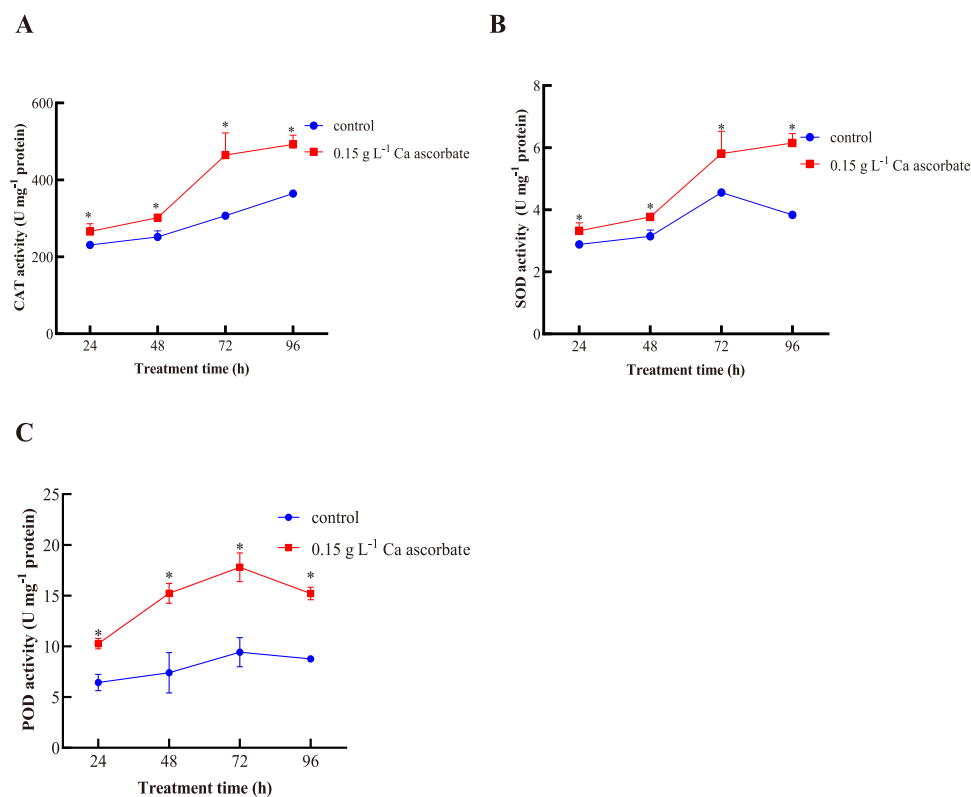 A
600
400
200
0
CAT activity (U mg⁻¹ protein)
* * * *
control
0.15 g L⁻¹ Ca ascorbate
24 48 72 96
Treatment time (h)
B
8
6
4
2
0
SOD activity (U mg⁻¹ protein)
* * * *
control
0.15 g L⁻¹ Ca ascorbate
24 48 72 96
Treatment time (h)
C
25
20
15
10
5
0
POD activity (U mg⁻¹ protein)
* * * *
control
0.15 g L⁻¹ Ca ascorbate
24 48 72 96
Treatment time (h)